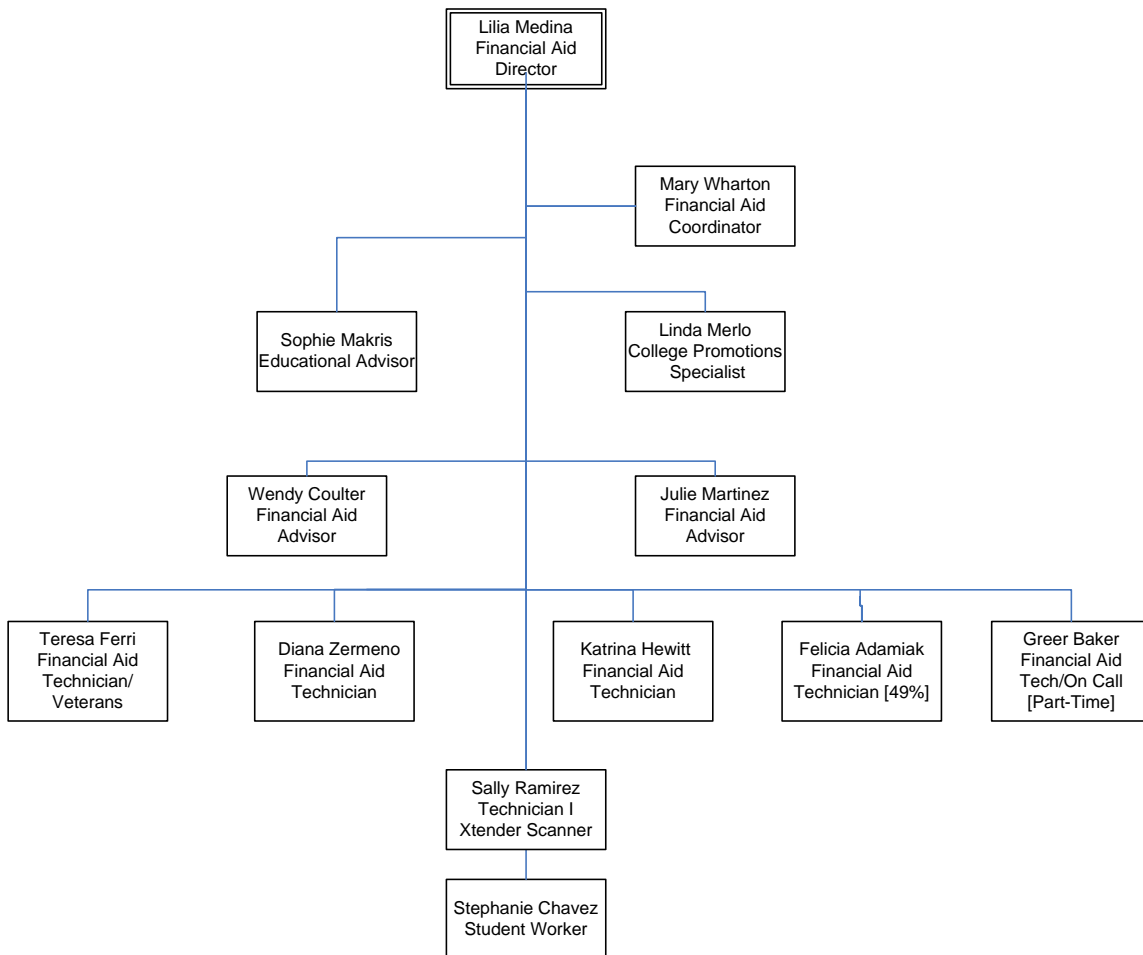 Lilia Medina
Financial Aid
Director
Mary Wharton
Financial Aid
Coordinator
Sophie Makris
Educational Advisor
Linda Merlo
College Promotions
Specialist
Wendy Coulter
Financial Aid
Advisor
Julie Martinez
Financial Aid
Advisor
Teresa Ferri
Financial Aid
Technician/
Veterans
Diana Zermeno
Financial Aid
Technician
Katrina Hewitt
Financial Aid
Technician
Felicia Adamiak
Financial Aid
Technician [49%]
Greer Baker
Financial Aid
Tech/On Call
[Part-Time]
Sally Ramirez
Technician I
Xtender Scanner
Stephanie Chavez
Student Worker